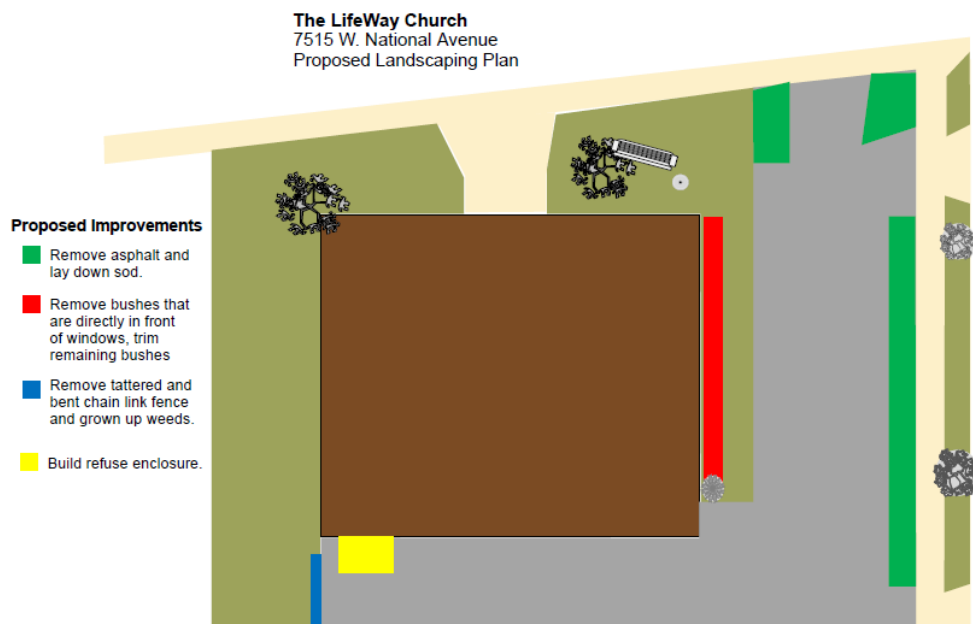 The LifeWay Church
7515 W. National Avenue
Proposed Landscaping Plan
Proposed Improvements
Remove asphalt and
lay down sod.
Remove bushes that
are directly in front
of windows, trim
remaining bushes
Remove tattered and
bent chain link fence
and grown up weeds.
Build refuse enclosure.